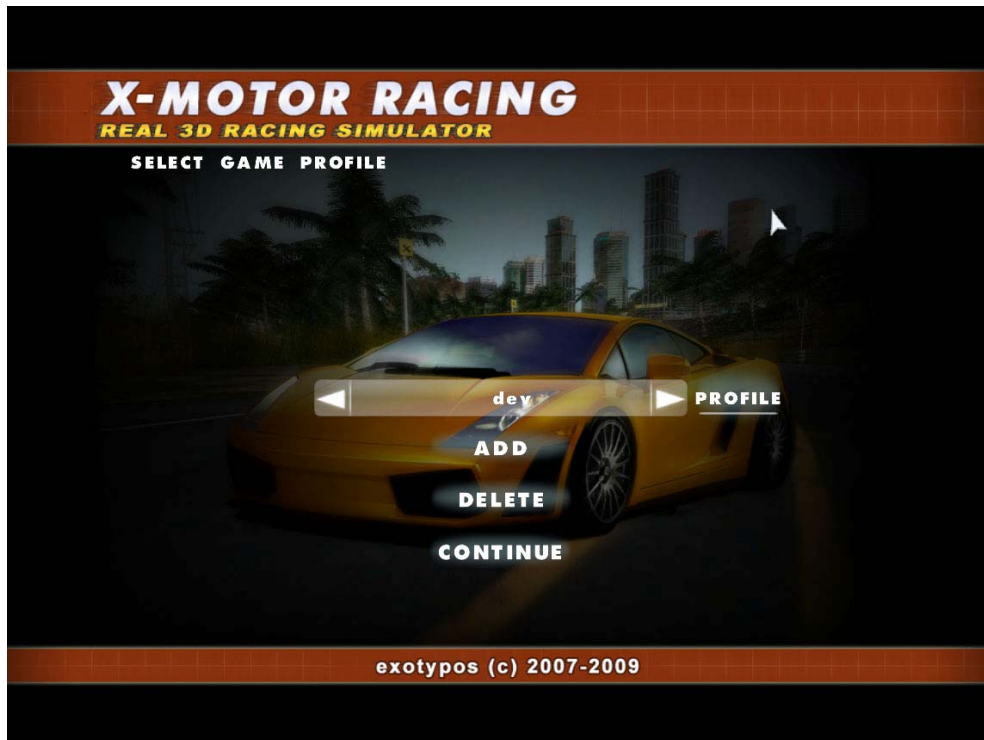 X-MOTOR RACING
REAL 3D RACING SIMULATOR
SELECT GAME PROFILE
dev PROFILE
ADD
DELETE
CONTINUE
exotypos (c) 2007-2009